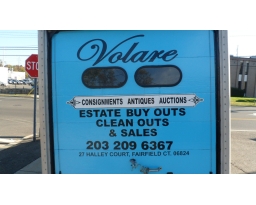 Volare
STOP
CONSIGNMENTS ANTIQUES AUCTIONS
ESTATE BUY OUTS
CLEAN OUTS
& SALES
203 209 6367
37 HALLEY COURT, FAIRFIELD CT. 06824